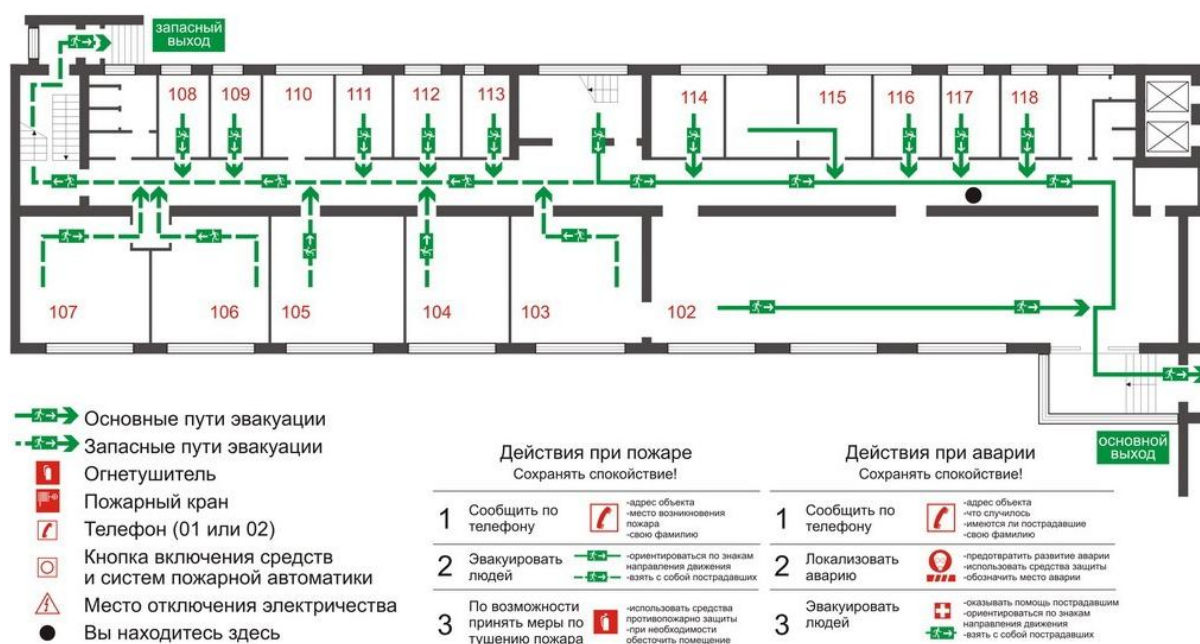 запасный
выход
108
109
110
111
112
113
114
115
116
117
118
107
106
105
104
103
102
основной
выход
Основные пути эвакуации
Запасные пути эвакуации
Огнетушитель
Пожарный кран
Телефон (01 или 02)
Кнопка включения средств
и систем пожарной автоматики
Место отключения электричества
Вы находитесь здесь
Действия при пожаре
Сохранять спокойствие!
1 Сообщить по
телефону
-адрес объекта
-место возникновения
пожара
-свою фамилию
2 Эвакуировать
людей
-ориентироваться по знакам
направления движения
-взять с собой пострадавших
3 По возможности
принять меры по
тушению пожара
-использовать средства
противопожарно защиты
-при необходимости
обесточить помещение
Действия при аварии
Сохранять спокойствие!
1 Сообщить по
телефону
-адрес объекта
-что случилось
-имеются ли пострадавшие
-свою фамилию
2 Локализовать
аварию
-предотвратить развитие аварии
-использовать средства защиты
-обозначить место аварии
3 Эвакуировать
людей
-оказывать помощь пострадавшим
-ориентироваться по знакам
направления движения
-взять с собой пострадавших